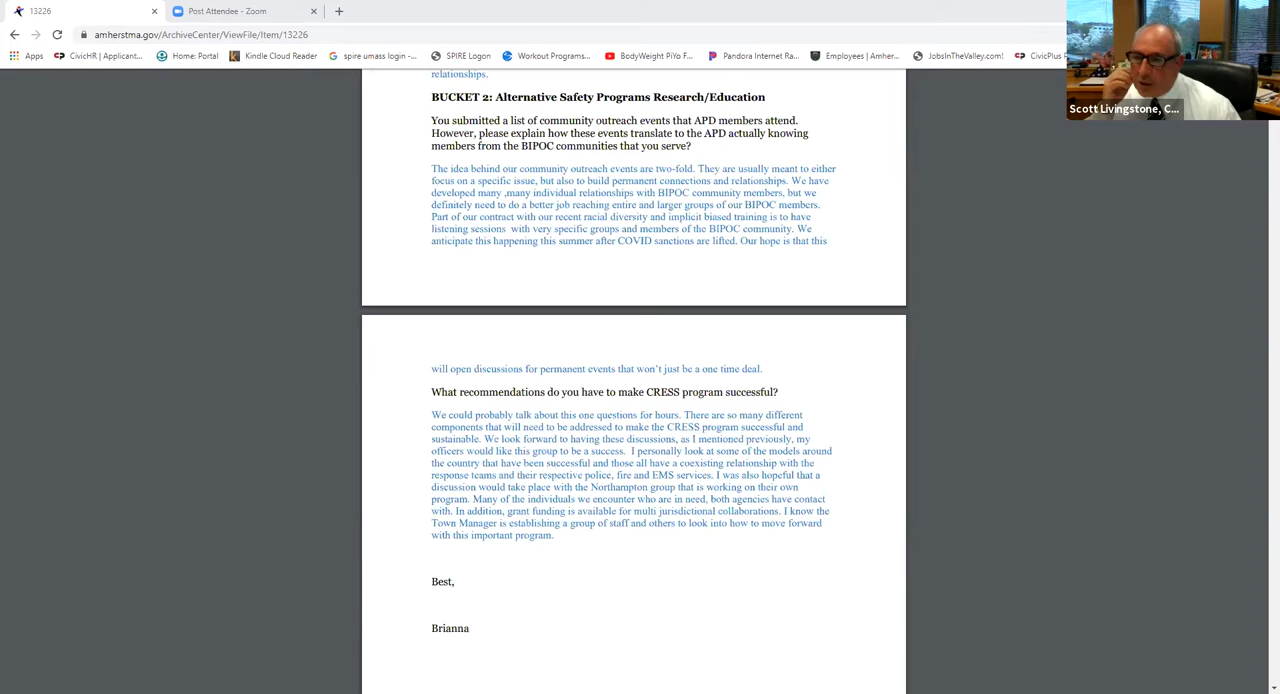 13226
Post Attendee - Zoom
amherstma.gov/ArchiveCenter/ViewFile/Item/13226
Apps
CivicHR | Applicant...
Home: Portal
Kindle Cloud Reader
spire umass login -...
SPIRE Logon
Workout Programs...
BodyWeight PiYo F...
Pandora Internet Ra...
Employees | Amher...
JobsInTheValley.com!
CivicPlus
Scott Livingstone, C...
relationships.
BUCKET 2: Alternative Safety Programs Research/Education
You submitted a list of community outreach events that APD members attend.
However, please explain how these events translate to the APD actually knowing
members from the BIPOC communities that you serve?
The idea behind our community outreach events are two-fold. They are usually meant to either
focus on a specific issue, but also to build permanent connections and relationships. We have
developed many ,many individual relationships with BIPOC community members, but we
definitely need to do a better job reaching entire and larger groups of our BIPOC members.
Part of our contract with our recent racial diversity and implicit biased training is to have
listening sessions with very specific groups and members of the BIPOC community. We
anticipate this happening this summer after COVID sanctions are lifted. Our hope is that this
will open discussions for permanent events that won't just be a one time deal.
What recommendations do you have to make CRESS program successful?
We could probably talk about this one questions for hours. There are so many different
components that will need to be addressed to make the CRESS program successful and
sustainable. We look forward to having these discussions, as I mentioned previously, my
officers would like this group to be a success. I personally look at some of the models around
the country that have been successful and those all have a coexisting relationship with the
response teams and their respective police, fire and EMS services. I was also hopeful that a
discussion would take place with the Northampton group that is working on their own
program. Many of the individuals we encounter who are in need, both agencies have contact
with. In addition, grant funding is available for multi jurisdictional collaborations. I know the
Town Manager is establishing a group of staff and others to look into how to move forward
with this important program.
Best,
Brianna